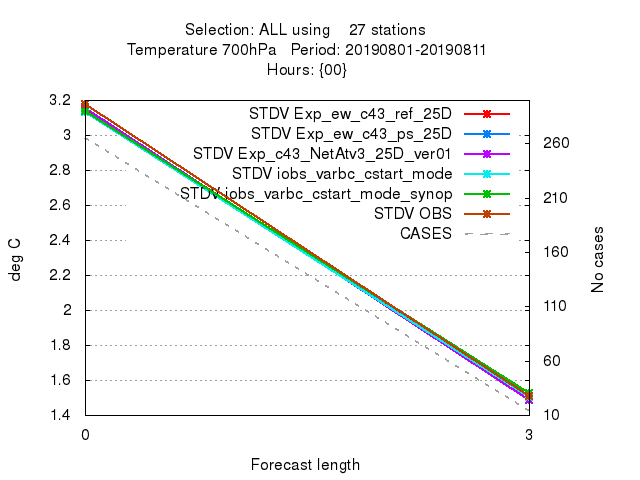 Selection: ALL using 27 stations
Temperature 700hPa Period: 20190801-20190811
Hours: {00}
STDV Exp_ew_c43_ref_25D
STDV Exp_ew_c43_ps_25D
STDV Exp_c43_NetAtv3_25D_ver01
STDV iobs_varbc_cstart_mode
STDV iobs_varbc_cstart_mode_synop
STDV OBS
CASES
deg C
3.2
3
2.8
2.6
2.4
2.2
2
1.8
1.6
1.4
No cases
260
210
160
110
60
10
0 3
Forecast length